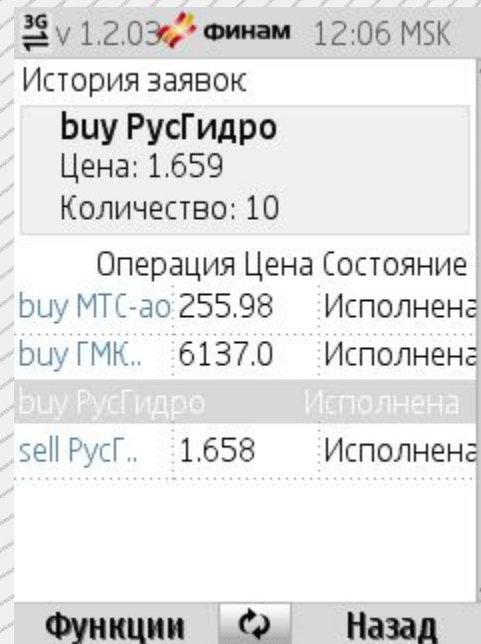 3G v 1.2.03 финам 12:06 MSK
История заявок
buy РусГидро
Цена: 1.659
Количество: 10
Операция Цена Состояние
buy МТС-ао 255.98 Исполнена
buy ГМК.. 6137.0 Исполнена
buy РусГидро Исполнена
sell РусГ.. 1.658 Исполнена
Функции Назад